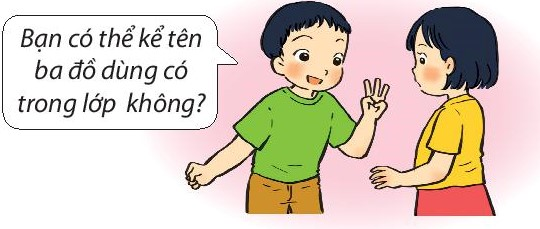 Bạn có thể kể tên
ba đồ dùng có
trong lớp không?